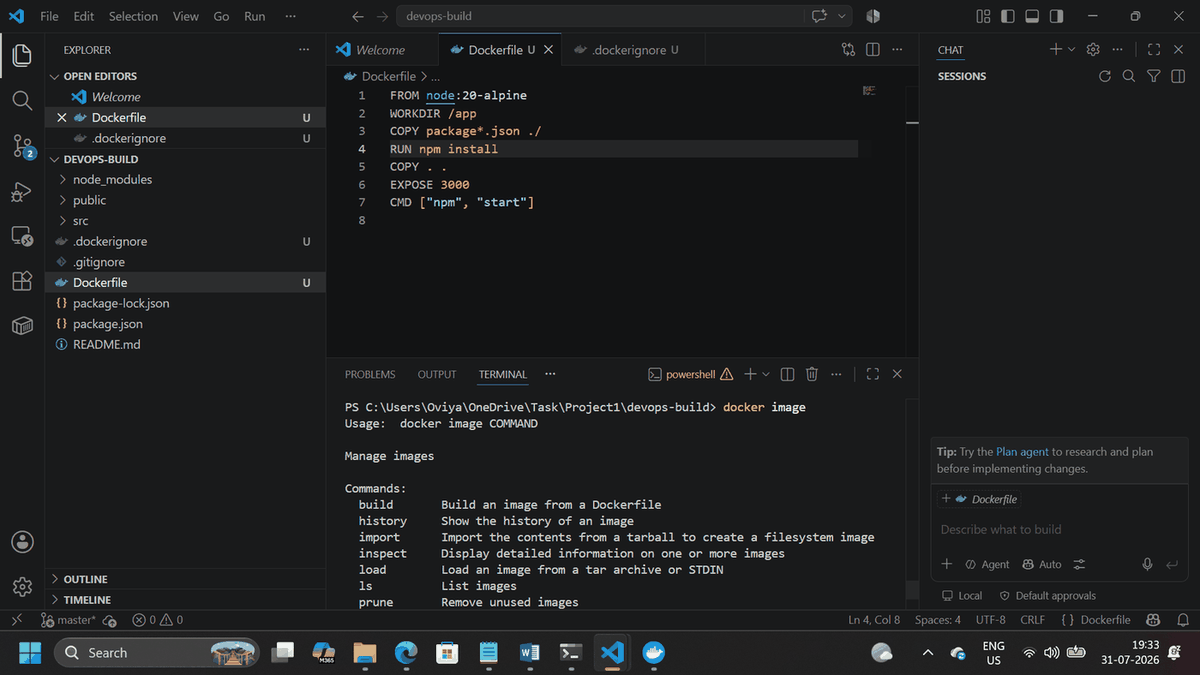 File Edit Selection View Go Run ···
devops-build
EXPLORER
OPEN EDITORS
Welcome
Dockerfile U
.dockerignore U
2
DEVOPS-BUILD
node_modules
public
src
.dockerignore U
.gitignore
Dockerfile U
package-lock.json
package.json
README.md
OUTLINE
TIMELINE
Welcome
Dockerfile U
.dockerignore U
Dockerfile > ...
1 FROM node:20-alpine
2 WORKDIR /app
3 COPY package*.json ./
4 RUN npm install
5 COPY . .
6 EXPOSE 3000
7 CMD ["npm", "start"]
8
PROBLEMS OUTPUT TERMINAL ···
powershell
PS C:\Users\Oviya\OneDrive\Task\Project1\devops-build> docker image
Usage:  docker image COMMAND
Manage images
Commands:
build Build an image from a Dockerfile
history Show the history of an image
import Import the contents from a tarball to create a filesystem image
inspect Display detailed information on one or more images
load Load an image from a tar archive or STDIN
ls List images
prune Remove unused images
CHAT
SESSIONS
Tip: Try the Plan agent to research and plan
before implementing changes.
Dockerfile
Describe what to build
Agent Auto
Local Default approvals
master* 0 0
Ln 4, Col 8 Spaces: 4 UTF-8 CRLF { } Dockerfile
Search
M365
ENG
US
19:33
31-07-2026